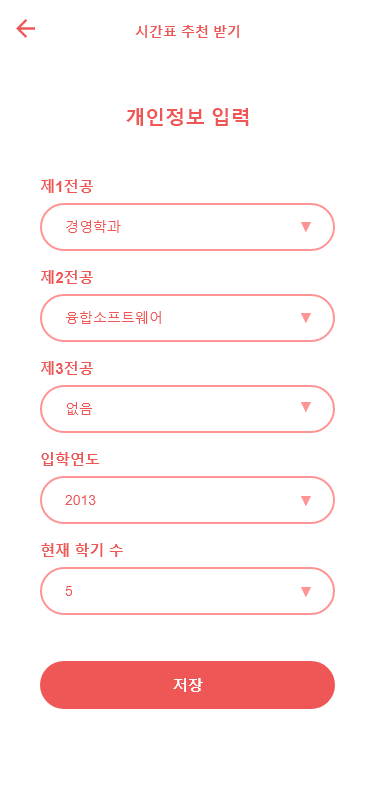 시간표 추천 받기
개인정보 입력
제1전공
경영학과
제2전공
융합소프트웨어
제3전공
없음
입학연도
2013
현재 학기 수
5
저장